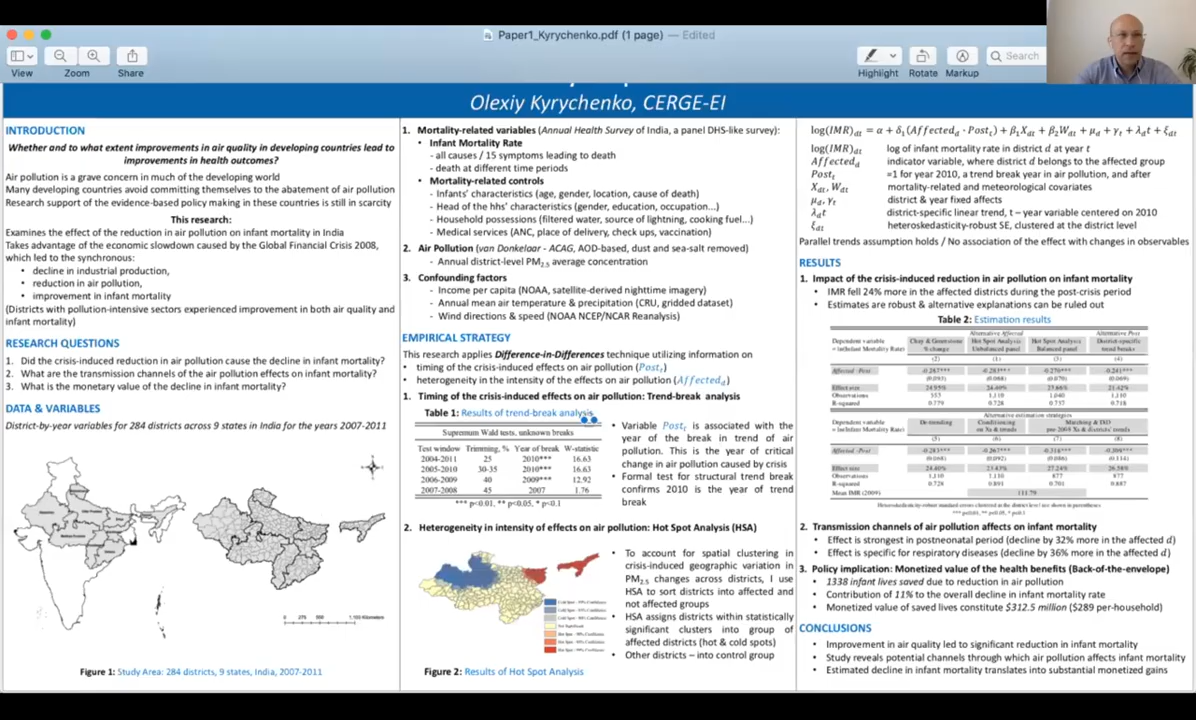 Paper1_Kyrychenko.pdf (1 page) — Edited
View
Zoom
Share
Highlight
Rotate
Markup
Search
Olexiy Kyrychenko, CERGE-EI
INTRODUCTION
Whether and to what extent improvements in air quality in developing countries lead to
improvements in health outcomes?
Air pollution is a grave concern in much of the developing world
Many developing countries avoid committing themselves to the abatement of air pollution
Research support of the evidence-based policy making in these countries is still in scarcity
This research:
Examines the effect of the reduction in air pollution on infant mortality in India
Takes advantage of the economic slowdown caused by the Global Financial Crisis 2008,
which led to the synchronous:
• decline in industrial production,
• reduction in air pollution,
• improvement in infant mortality
(Districts with pollution-intensive sectors experienced improvement in both air quality and
infant mortality)
RESEARCH QUESTIONS
1. Did the crisis-induced reduction in air pollution cause the decline in infant mortality?
2. What are the transmission channels of the air pollution effects on infant mortality?
3. What is the monetary value of the decline in infant mortality?
DATA & VARIABLES
District-by-year variables for 284 districts across 9 states in India for the years 2007-2011
Figure 1: Study Area: 284 districts, 9 states, India, 2007-2011
1. Mortality-related variables (Annual Health Survey of India, a panel DHS-like survey):
• Infant Mortality Rate
- all causes / 15 symptoms leading to death
- death at different time periods
• Mortality-related controls
- Infants' characteristics (age, gender, location, cause of death)
- Head of the hhs' characteristics (gender, education, occupation...)
- Household possessions (filtered water, source of lightning, cooking fuel...)
- Medical services (ANC, place of delivery, check ups, vaccination)
2. Air Pollution (van Donkelaar - ACAG, AOD-based, dust and sea-salt removed)
- Annual district-level PM2.5 average concentration
3. Confounding factors
- Income per capita (NOAA, satellite-derived nighttime imagery)
- Annual mean air temperature & precipitation (CRU, gridded dataset)
- Wind directions & speed (NOAA NCEP/NCAR Reanalysis)
EMPIRICAL STRATEGY
This research applies Difference-in-Differences technique utilizing information on
• timing of the crisis-induced effects on air pollution (Post_t)
• heterogeneity in the intensity of the effects on air pollution (Affected_d)
1. Timing of the crisis-induced effects on air pollution: Trend-break analysis
Table 1: Results of trend-break analysis
Supremum Wald tests, unknown breaks
Test window Trimming, % Year of break W-statistic
2004-2011 25 2010*** 16.63
2005-2010 30-35 2010*** 16.63
2006-2009 40 2009*** 12.92
2007-2008 45 2007 1.76
*** p<0.01, ** p<0.05, * p<0.1
• Variable Post_t is associated with the
year of the break in trend of air
pollution. This is the year of critical
change in air pollution caused by crisis
• Formal test for structural trend break
confirms 2010 is the year of trend
break
2. Heterogeneity in intensity of effects on air pollution: Hot Spot Analysis (HSA)
• To account for spatial clustering in
crisis-induced geographic variation in
PM2.5 changes across districts, I use
HSA to sort districts into affected and
not affected groups
• HSA assigns districts within statistically
significant clusters into group of
affected districts (hot & cold spots)
• Other districts – into control group
Figure 2: Results of Hot Spot Analysis
log(IMR)_dt = α + δ₁(Affected_d · Post_t) + β₁X_dt + β₂W_dt + μ_d + γ_t + λ_d t + ξ_dt
log(IMR)_dt log of infant mortality rate in district d at year t
Affected_d indicator variable, where district d belongs to the affected group
Post_t =1 for year 2010, a trend break year in air pollution, and after
X_dt, W_dt mortality-related and meteorological covariates
μ_d, γ_t district & year fixed affects
λ_d t district-specific linear trend, t – year variable centered on 2010
ξ_dt heteroskedasticity-robust SE, clustered at the district level
Parallel trends assumption holds / No association of the effect with changes in observables
RESULTS
1. Impact of the crisis-induced reduction in air pollution on infant mortality
• IMR fell 24% more in the affected districts during the post-crisis period
• Estimates are robust & alternative explanations can be ruled out
Table 2: Estimation results
2. Transmission channels of air pollution affects on infant mortality
• Effect is strongest in postneonatal period (decline by 32% more in the affected d)
• Effect is specific for respiratory diseases (decline by 36% more in the affected d)
3. Policy implication: Monetized value of the health benefits (Back-of-the-envelope)
• 1338 infant lives saved due to reduction in air pollution
• Contribution of 11% to the overall decline in infant mortality rate
• Monetized value of saved lives constitute $312.5 million ($289 per-household)
CONCLUSIONS
• Improvement in air quality led to significant reduction in infant mortality
• Study reveals potential channels through which air pollution affects infant mortality
• Estimated decline in infant mortality translates into substantial monetized gains